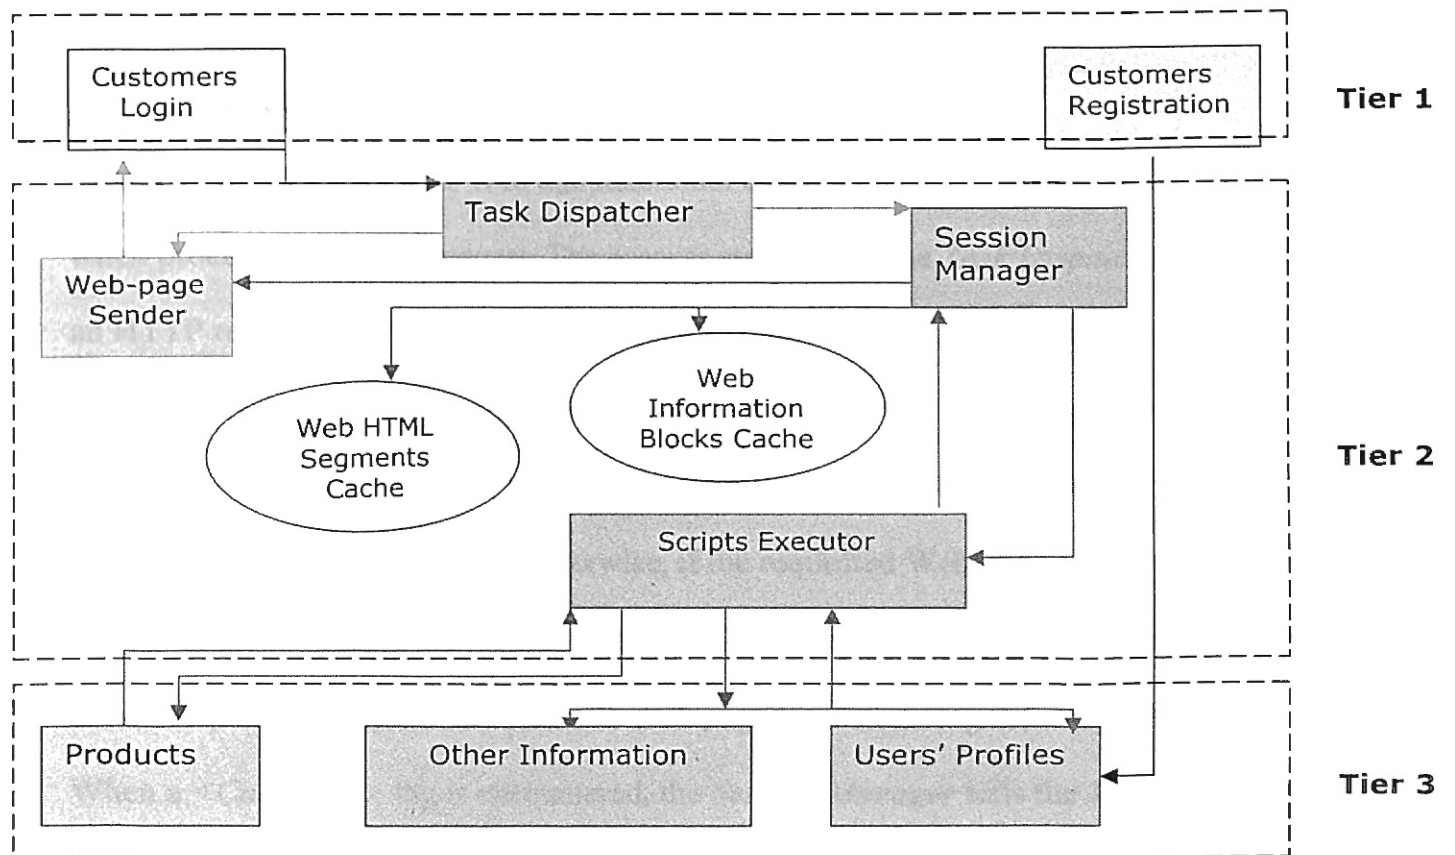 Customers
Login
Customers
Registration
Tier 1
Task Dispatcher
Session
Manager
Web-page
Sender
Web
Information
Blocks Cache
Web HTML
Segments
Cache
Tier 2
Scripts Executor
Products
Other Information
Users' Profiles
Tier 3